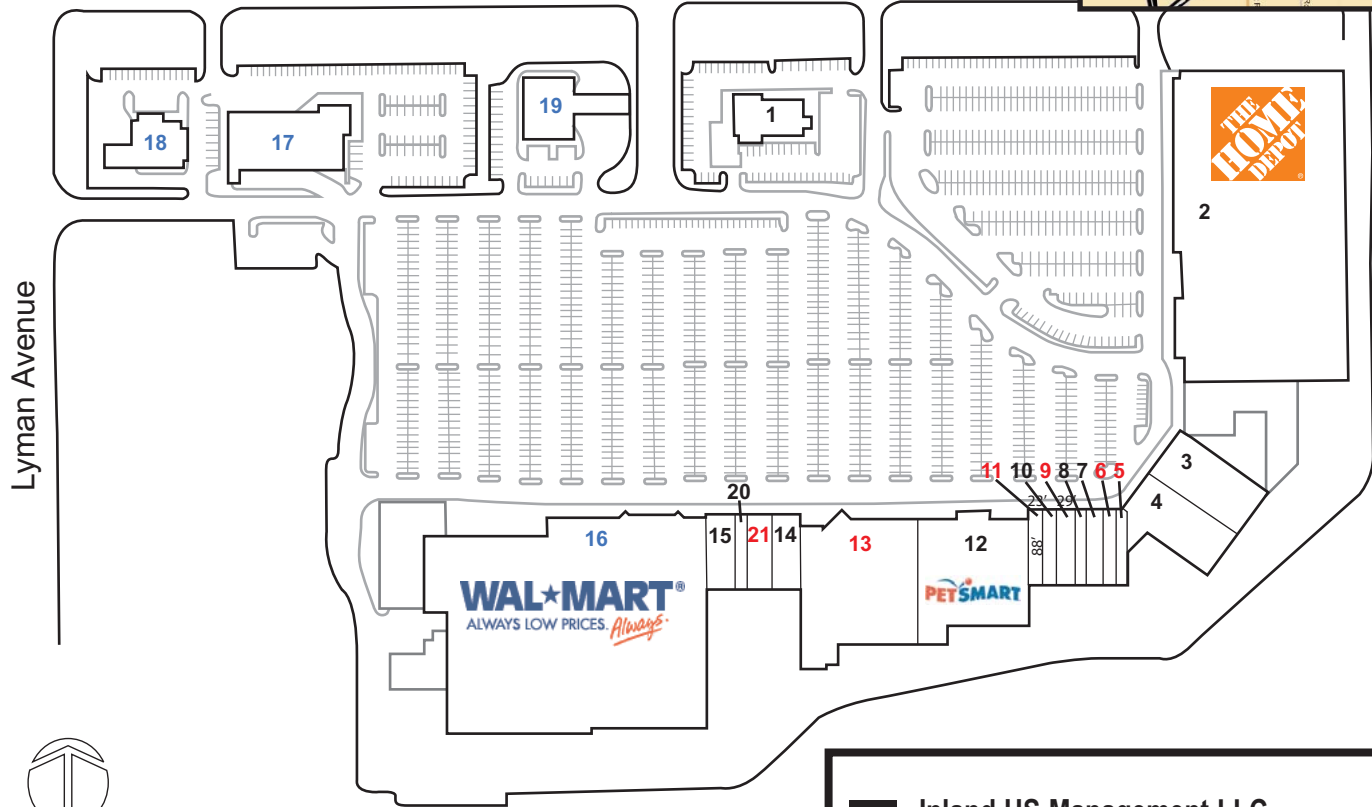 THE
HOME
DEPOT
®
19
1
18
17
2
Lyman Avenue
3
11 10 9 8 7 6 5
4
20
23' 29'
16
15
21
14
13
12
88'
WAL★MART®
ALWAYS LOW PRICES. Always.
PETSMART
Inland US Management LLC